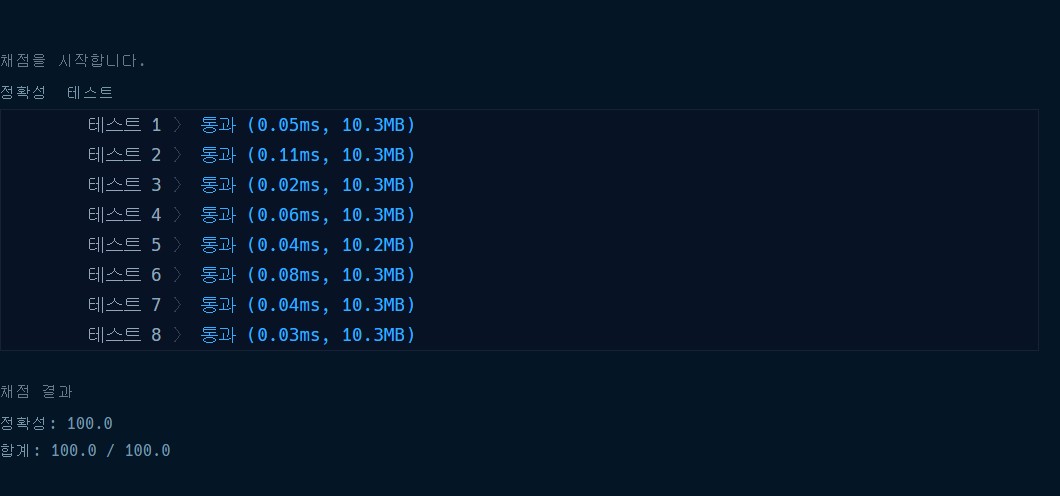 채점을 시작합니다.
정확성 테스트
테스트 1 〉 통과 (0.05ms, 10.3MB)
테스트 2 〉 통과 (0.11ms, 10.3MB)
테스트 3 〉 통과 (0.02ms, 10.3MB)
테스트 4 〉 통과 (0.06ms, 10.3MB)
테스트 5 〉 통과 (0.04ms, 10.2MB)
테스트 6 〉 통과 (0.08ms, 10.3MB)
테스트 7 〉 통과 (0.04ms, 10.3MB)
테스트 8 〉 통과 (0.03ms, 10.3MB)
채점 결과
정확성: 100.0
합계: 100.0 / 100.0